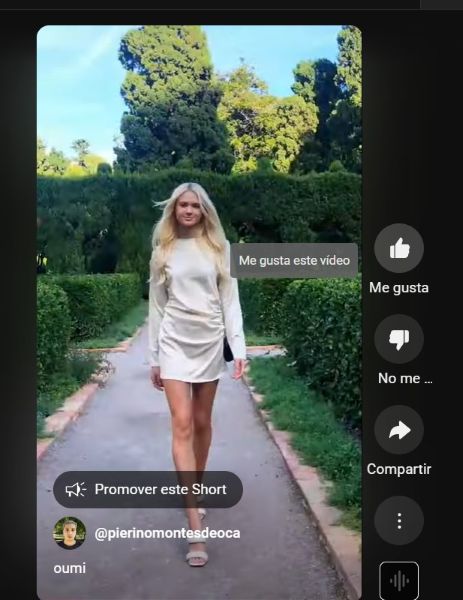 Me gusta este vídeo
Me gusta
No me ...
Compartir
Promover este Short
@pierinomontesdeoca
oumi